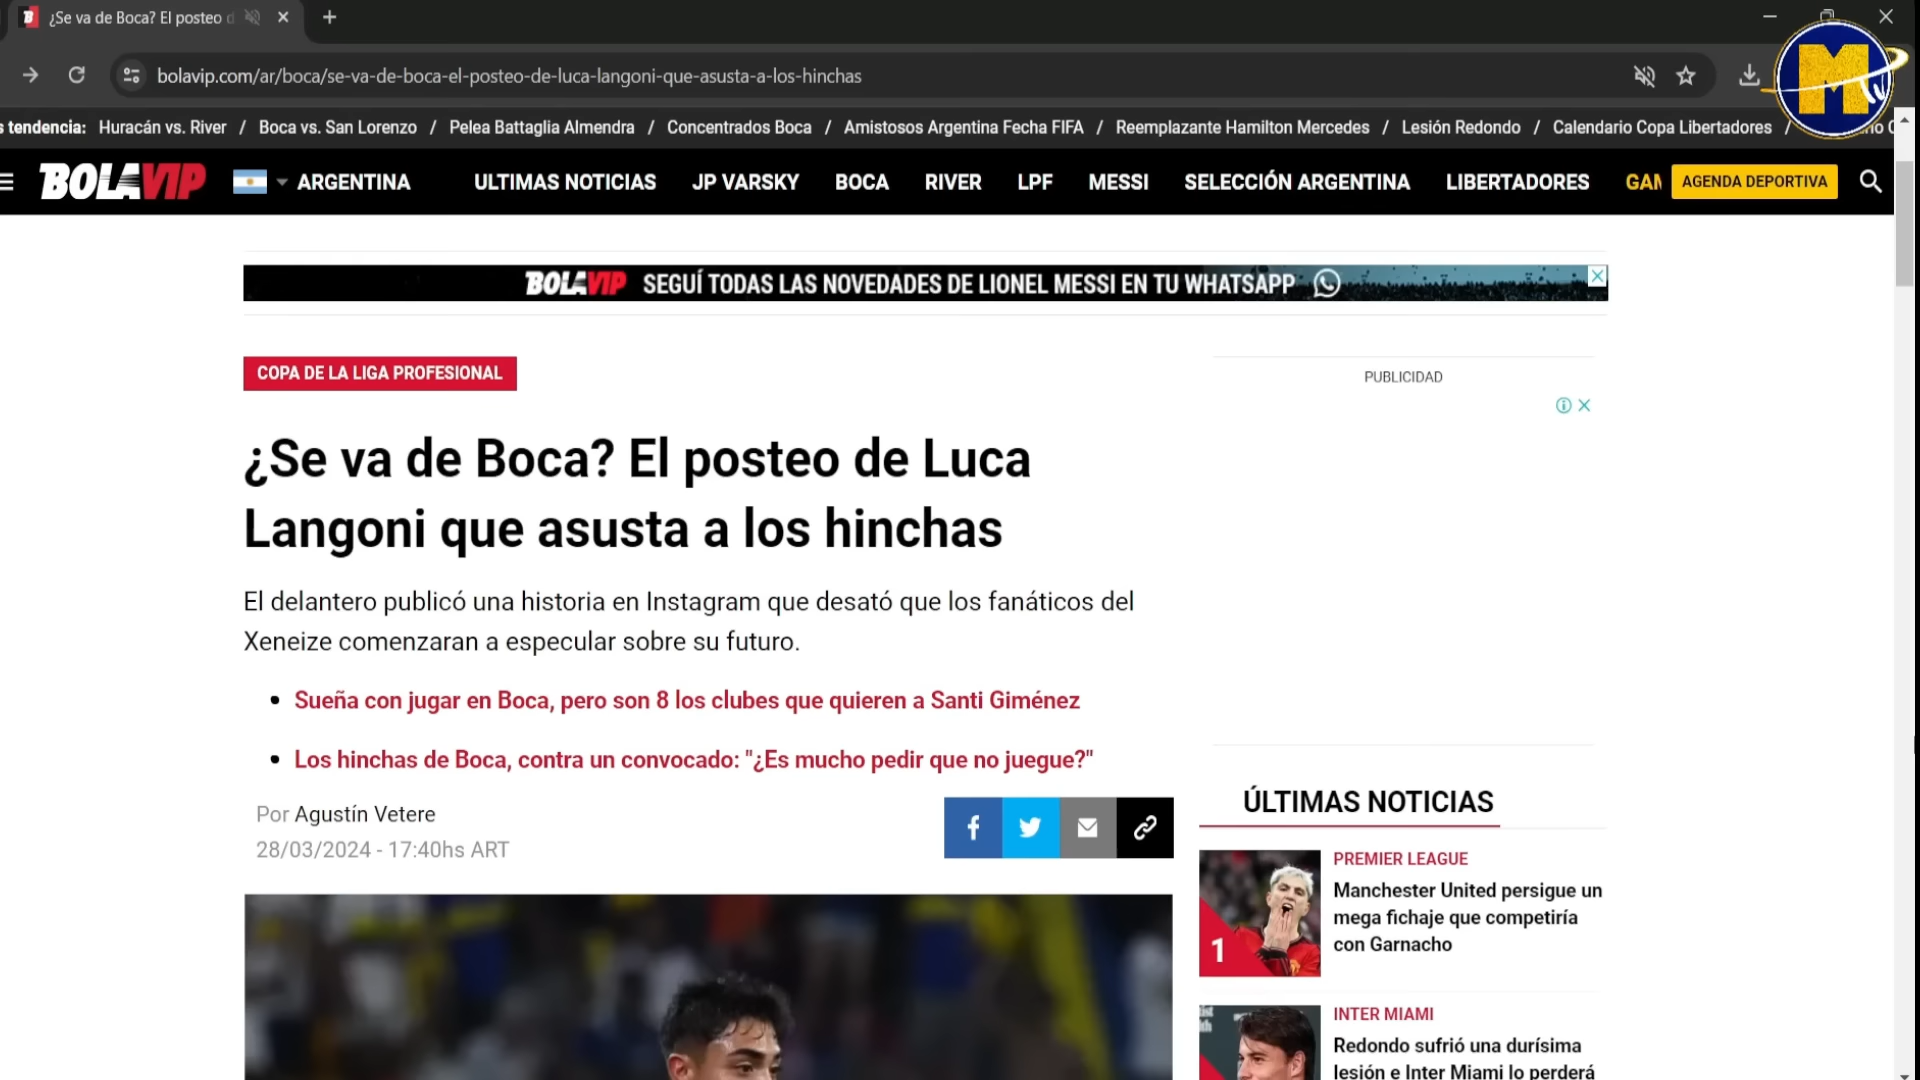 ¿Se va de Boca? El posteo d
bolavip.com/ar/boca/se-va-de-boca-el-posteo-de-luca-langoni-que-asusta-a-los-hinchas
M
s tendencia: Huracán vs. River / Boca vs. San Lorenzo / Pelea Battaglia Almendra / Concentrados Boca / Amistosos Argentina Fecha FIFA / Reemplazante Hamilton Mercedes / Lesión Redondo / Calendario Copa Libertadores /
BOLAVIP ARGENTINA ULTIMAS NOTICIAS JP VARSKY BOCA RIVER LPF MESSI SELECCIÓN ARGENTINA LIBERTADORES GAM AGENDA DEPORTIVA
BOLAVIP SEGUÍ TODAS LAS NOVEDADES DE LIONEL MESSI EN TU WHATSAPP
COPA DE LA LIGA PROFESIONAL
PUBLICIDAD
¿Se va de Boca? El posteo de Luca
Langoni que asusta a los hinchas
El delantero publicó una historia en Instagram que desató que los fanáticos del
Xeneize comenzaran a especular sobre su futuro.
• Sueña con jugar en Boca, pero son 8 los clubes que quieren a Santi Giménez
• Los hinchas de Boca, contra un convocado: "¿Es mucho pedir que no juegue?"
Por Agustín Vetere
28/03/2024 - 17:40hs ART
ÚLTIMAS NOTICIAS
1
PREMIER LEAGUE
Manchester United persigue un
mega fichaje que competiría
con Garnacho
INTER MIAMI
Redondo sufrió una durísima
lesión e Inter Miami lo perderá